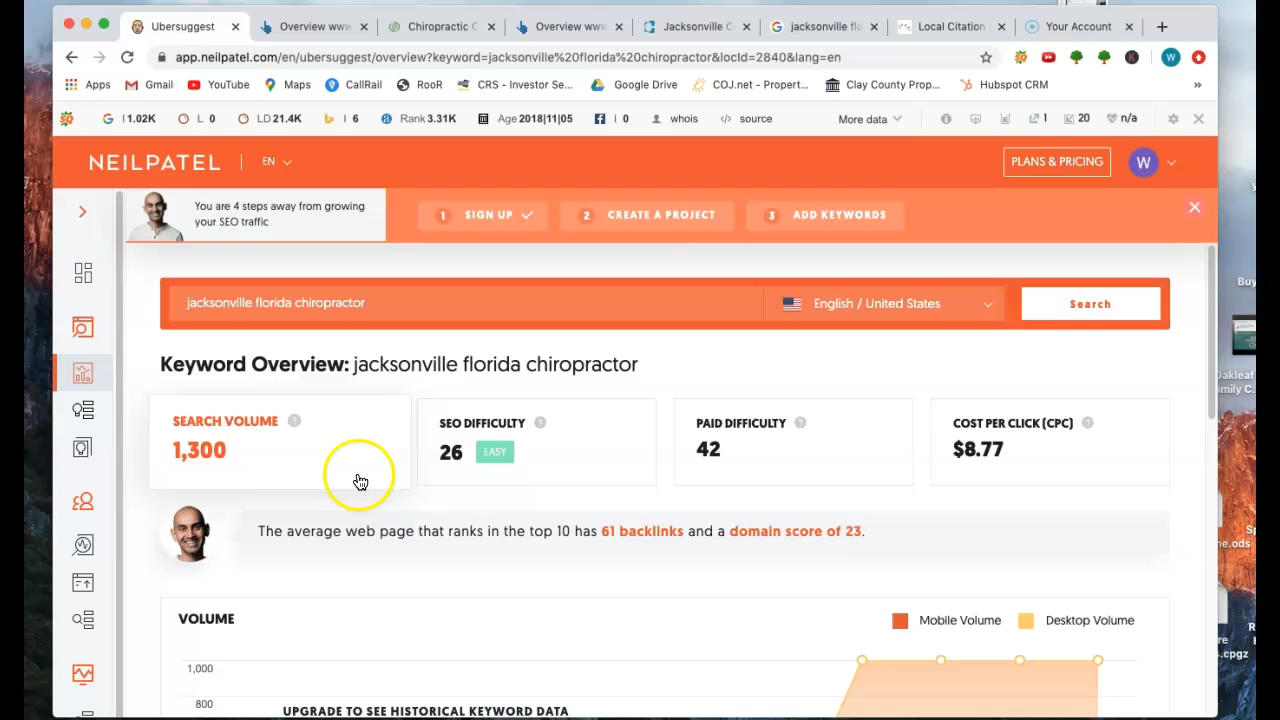 Ubersuggest
Overview www
Chiropractic C
Overview www
Jacksonville C
jacksonville flo
Local Citation
Your Account
app.neilpatel.com/en/ubersuggest/overview?keyword=jacksonville%20florida%20chiropractor&locId=2840&lang=en
W
K
Apps
Gmail
YouTube
Maps
CallRail
RooR
CRS - Investor Se...
Google Drive
COJ.net - Propert...
Clay County Prop...
Hubspot CRM
»
I 1.02K
L 0
LD 21.4K
I 6
Rank 3.31K
Age 2018|11|05
I 0
whois
source
More data
1
20
n/a
NEILPATEL
EN
PLANS & PRICING
W
You are 4 steps away from growing
your SEO traffic
1 SIGN UP
2 CREATE A PROJECT
3 ADD KEYWORDS
jacksonville florida chiropractor
English / United States
Search
Keyword Overview: jacksonville florida chiropractor
SEARCH VOLUME ?
1,300
SEO DIFFICULTY ?
26 EASY
PAID DIFFICULTY ?
42
COST PER CLICK (CPC) ?
$8.77
The average web page that ranks in the top 10 has 61 backlinks and a domain score of 23.
VOLUME
Mobile Volume
Desktop Volume
1,000
800
UPGRADE TO SEE HISTORICAL KEYWORD DATA
Buy
Oakleaf
amily C.